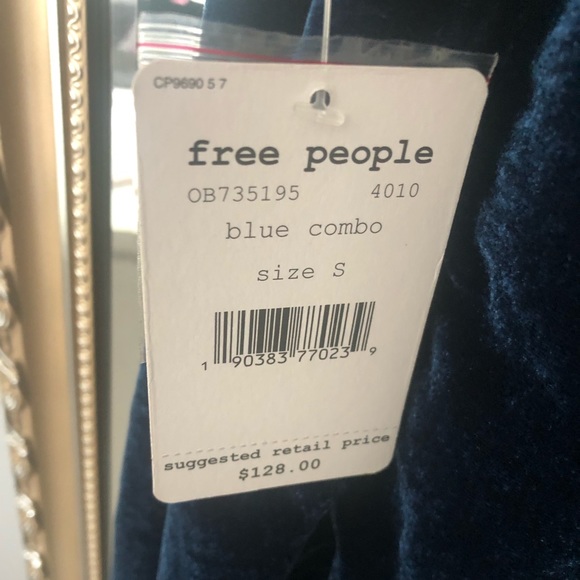 CP9690 5 7
free people
OB735195 4010
blue combo
size S
1 90383 77023 9
suggested retail price
$128.00